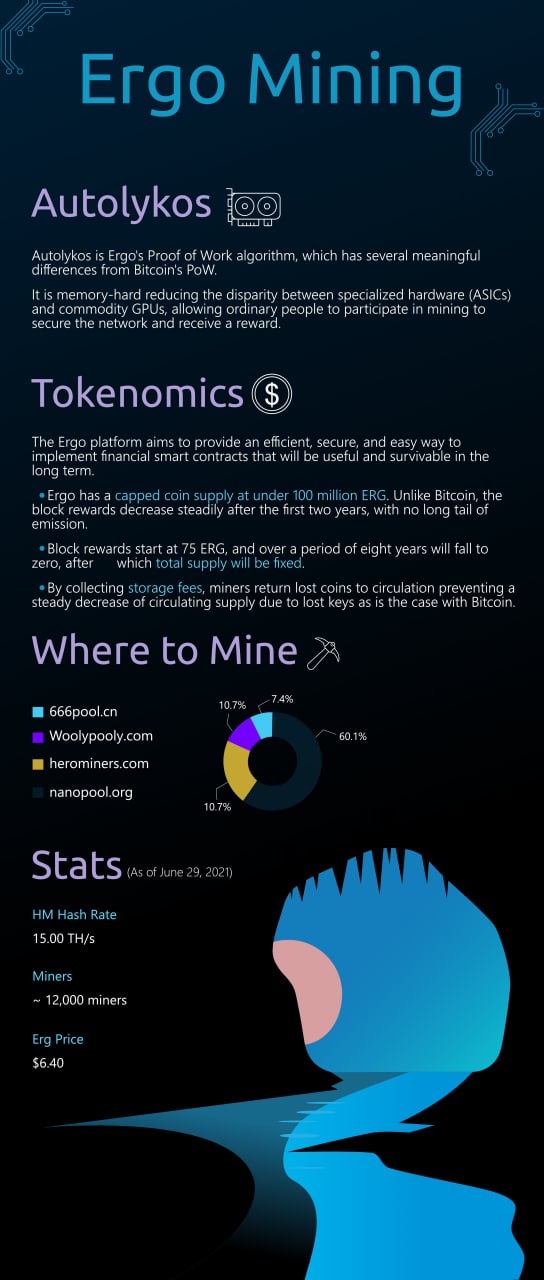 Ergo Mining
Autolykos
Autolykos is Ergo's Proof of Work algorithm, which has several meaningful
differences from Bitcoin's PoW.
It is memory-hard reducing the disparity between specialized hardware (ASICs)
and commodity GPUs, allowing ordinary people to participate in mining to
secure the network and receive a reward.
Tokenomics
$
The Ergo platform aims to provide an efficient, secure, and easy way to
implement financial smart contracts that will be useful and survivable in the
long term.
•Ergo has a capped coin supply at under 100 million ERG. Unlike Bitcoin, the
block rewards decrease steadily after the first two years, with no long tail of
emission.
•Block rewards start at 75 ERG, and over a period of eight years will fall to
zero, after which total supply will be fixed.
•By collecting storage fees, miners return lost coins to circulation preventing a
steady decrease of circulating supply due to lost keys as is the case with Bitcoin.
Where to Mine
666pool.cn
Woolypooly.com
herominers.com
nanopool.org
7.4%
10.7%
60.1%
10.7%
Stats (As of June 29, 2021)
HM Hash Rate
15.00 TH/s
Miners
~ 12,000 miners
Erg Price
$6.40